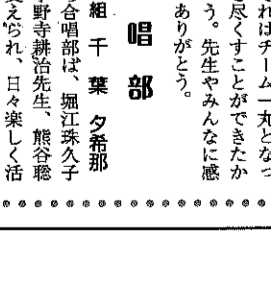 れはチーム一丸となっ
尽くすことができたか
う。先生やみんなに感
ありがとう。
唱部
組 千葉 夕希那
合唱部は、堀江珠久子
野寺耕治先生、熊谷聡
支えられ、日々楽しく活